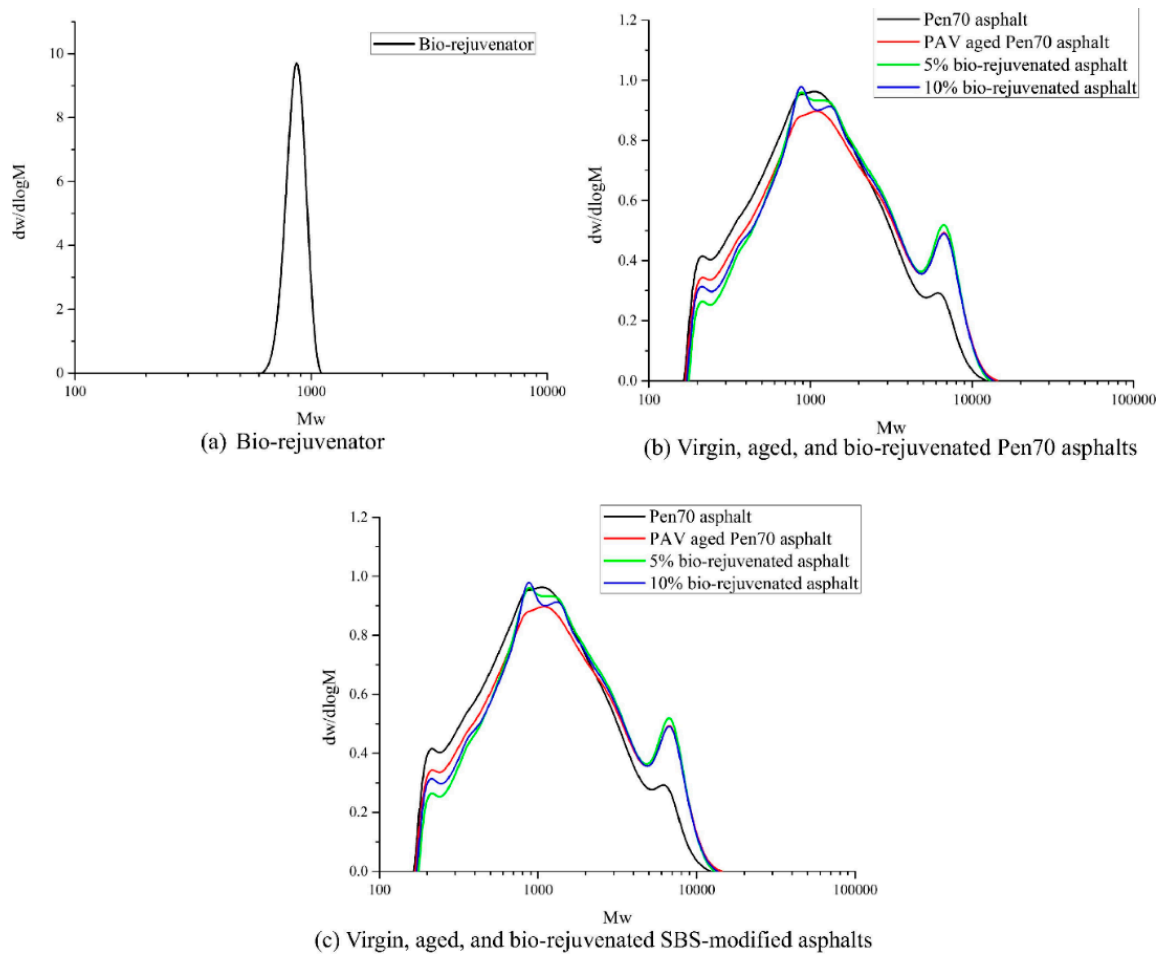 Bio-rejuvenator
10
8
6
4
2
0
dw/dlogM
100
1000
10000
Mw
(a) Bio-rejuvenator
Pen70 asphalt
PAV aged Pen70 asphalt
5% bio-rejuvenated asphalt
10% bio-rejuvenated asphalt
1.2
1.0
0.8
0.6
0.4
0.2
0.0
dw/dlogM
100
1000
10000
100000
Mw
(b) Virgin, aged, and bio-rejuvenated Pen70 asphalts
Pen70 asphalt
PAV aged Pen70 asphalt
5% bio-rejuvenated asphalt
10% bio-rejuvenated asphalt
1.2
1.0
0.8
0.6
0.4
0.2
0.0
dw/dlogM
100
1000
10000
100000
Mw
(c) Virgin, aged, and bio-rejuvenated SBS-modified asphalts